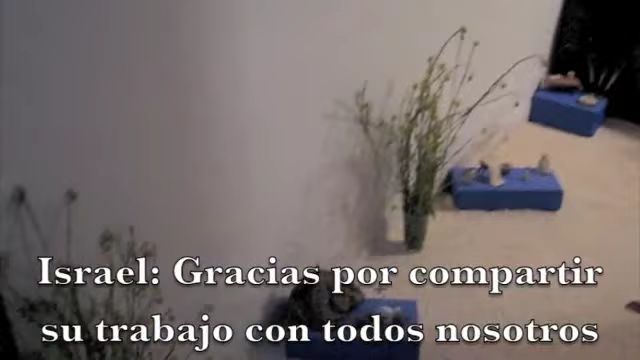 Israel: Gracias por compartir
su trabajo con todos nosotros